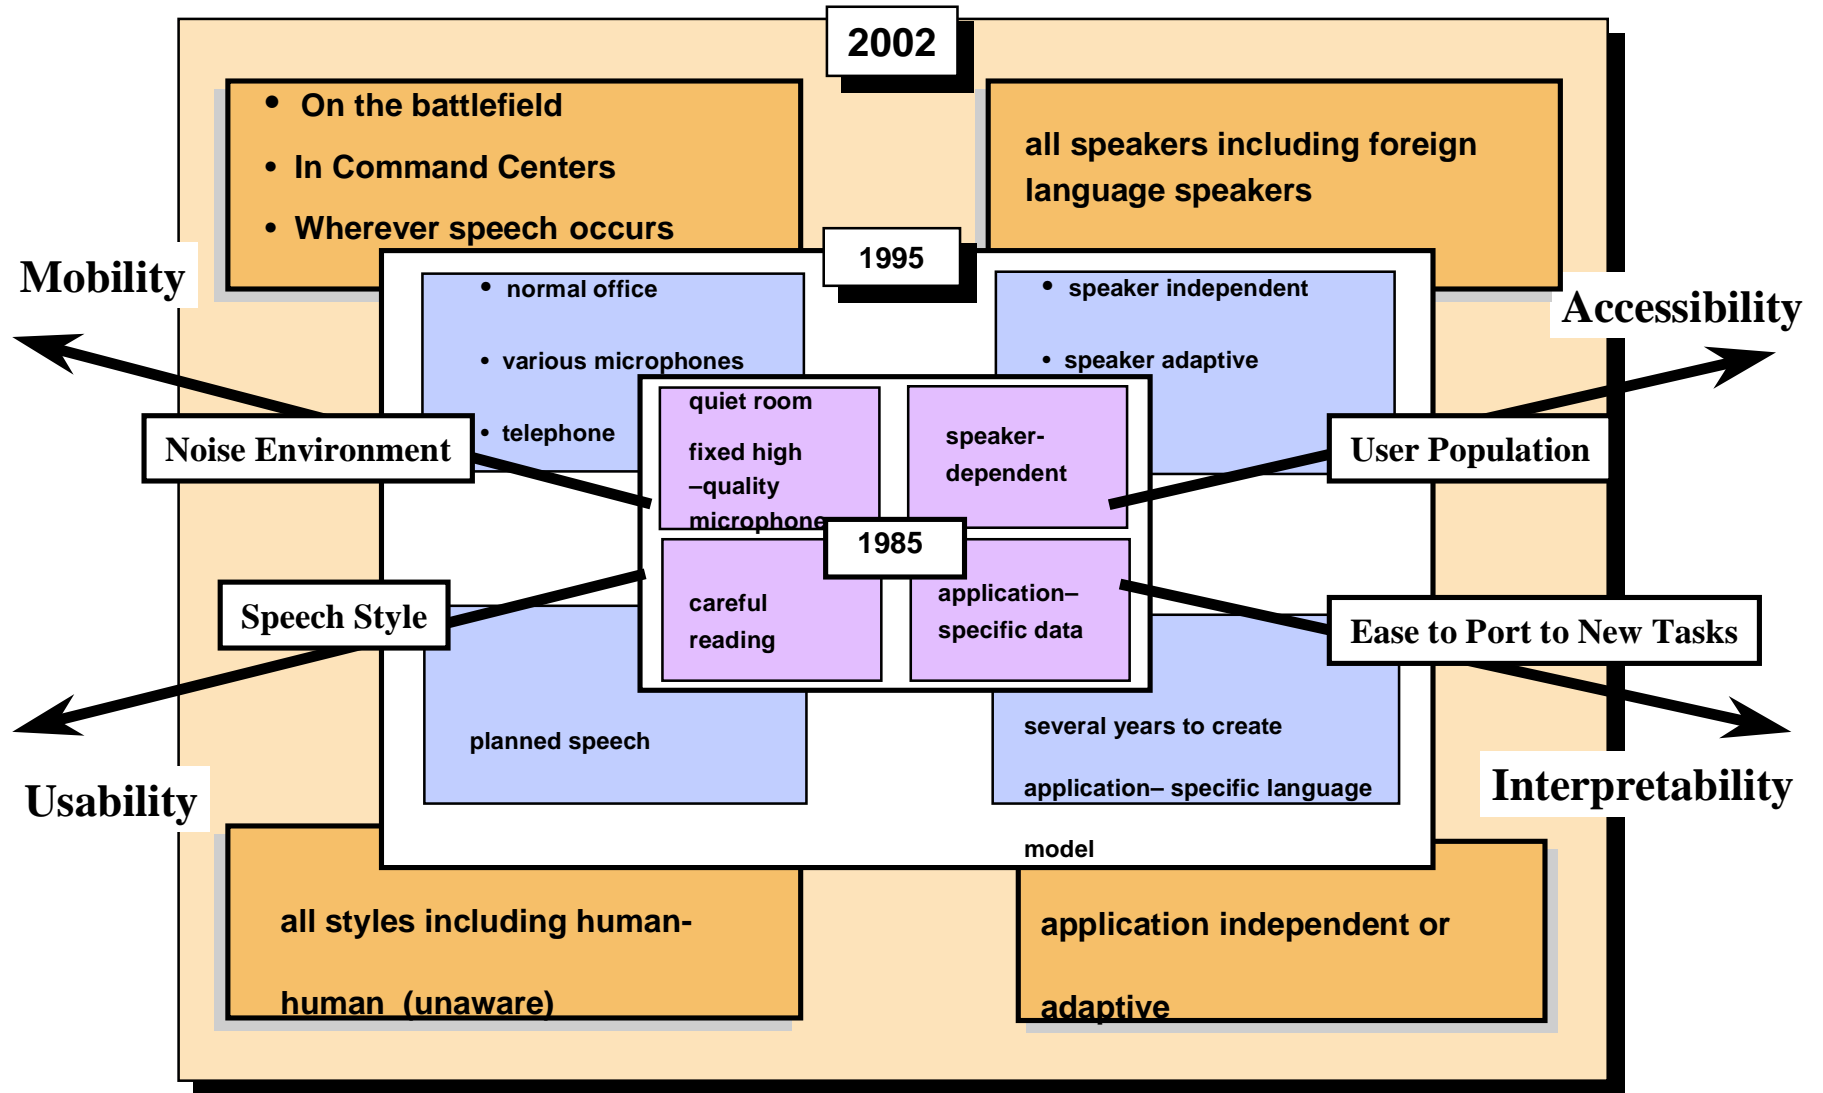 2002
• On the battlefield
• In Command Centers
• Wherever speech occurs
all speakers including foreign
language speakers
Mobility
Accessibility
1995
• normal office
• various microphones
• telephone
• speaker independent
• speaker adaptive
Noise Environment
User Population
quiet room
fixed high
–quality
microphone
speaker-
dependent
1985
careful
reading
application–
specific data
Speech Style
Ease to Port to New Tasks
planned speech
several years to create
application– specific language
model
Usability
Interpretability
all styles including human-
human (unaware)
application independent or
adaptive